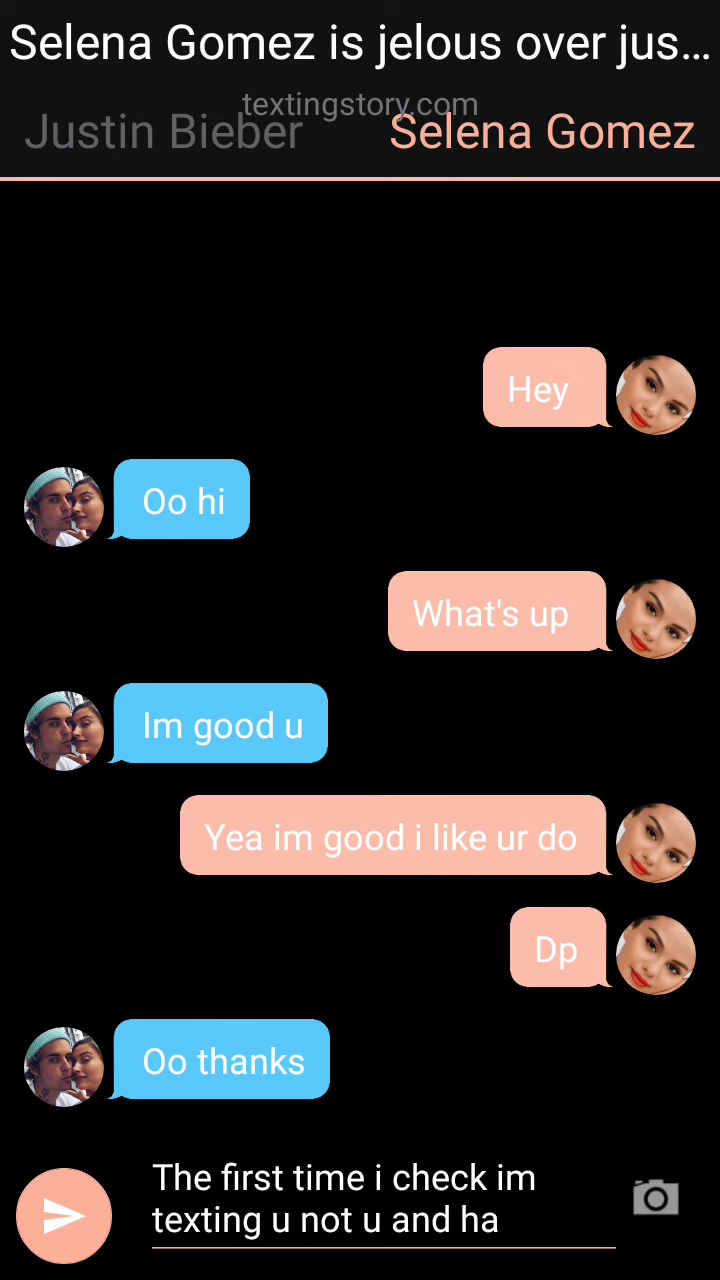 Selena Gomez is jelous over jus...
textingstory.com
Justin Bieber
Selena Gomez
Hey
Oo hi
What's up
Im good u
Yea im good i like ur do
Dp
Oo thanks
The first time i check im
texting u not u and ha